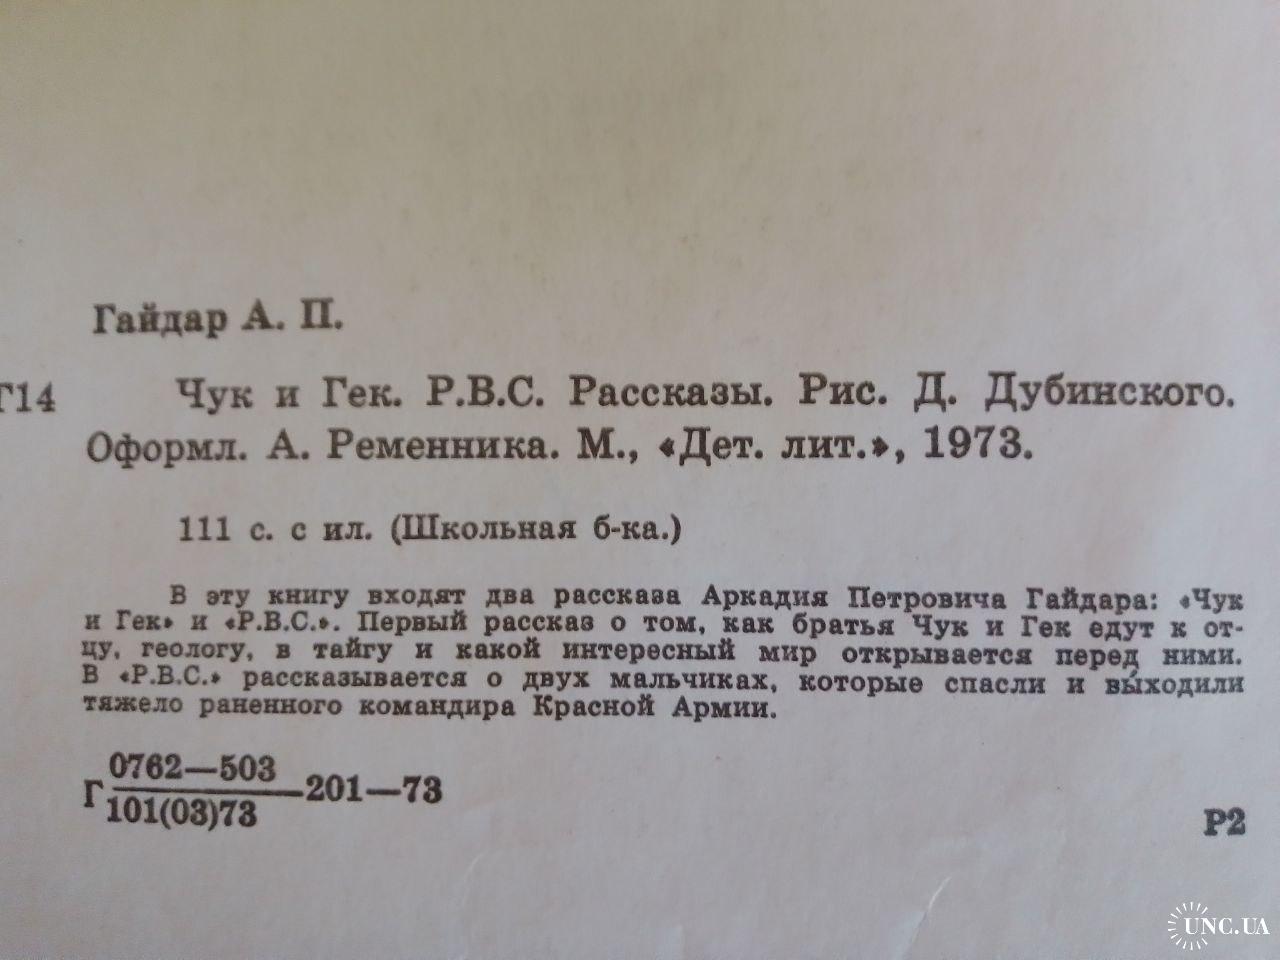 Гайдар А. П.
Г14 Чук и Гек. Р.В.С. Рассказы. Рис. Д. Дубинского.
Оформл. А. Ременника. М., «Дет. лит.», 1973.
111 с. с ил. (Школьная б-ка.)
В эту книгу входят два рассказа Аркадия Петровича Гайдара: «Чук
и Гек» и «Р.В.С.». Первый рассказ о том, как братья Чук и Гек едут к от-
цу, геологу, в тайгу и какой интересный мир открывается перед ними.
В «Р.В.С.» рассказывается о двух мальчиках, которые спасли и вы́ходили
тяжело раненного командира Красной Армии.
0762—503
Г 201—73
101(03)73
Р2
UNC.UA